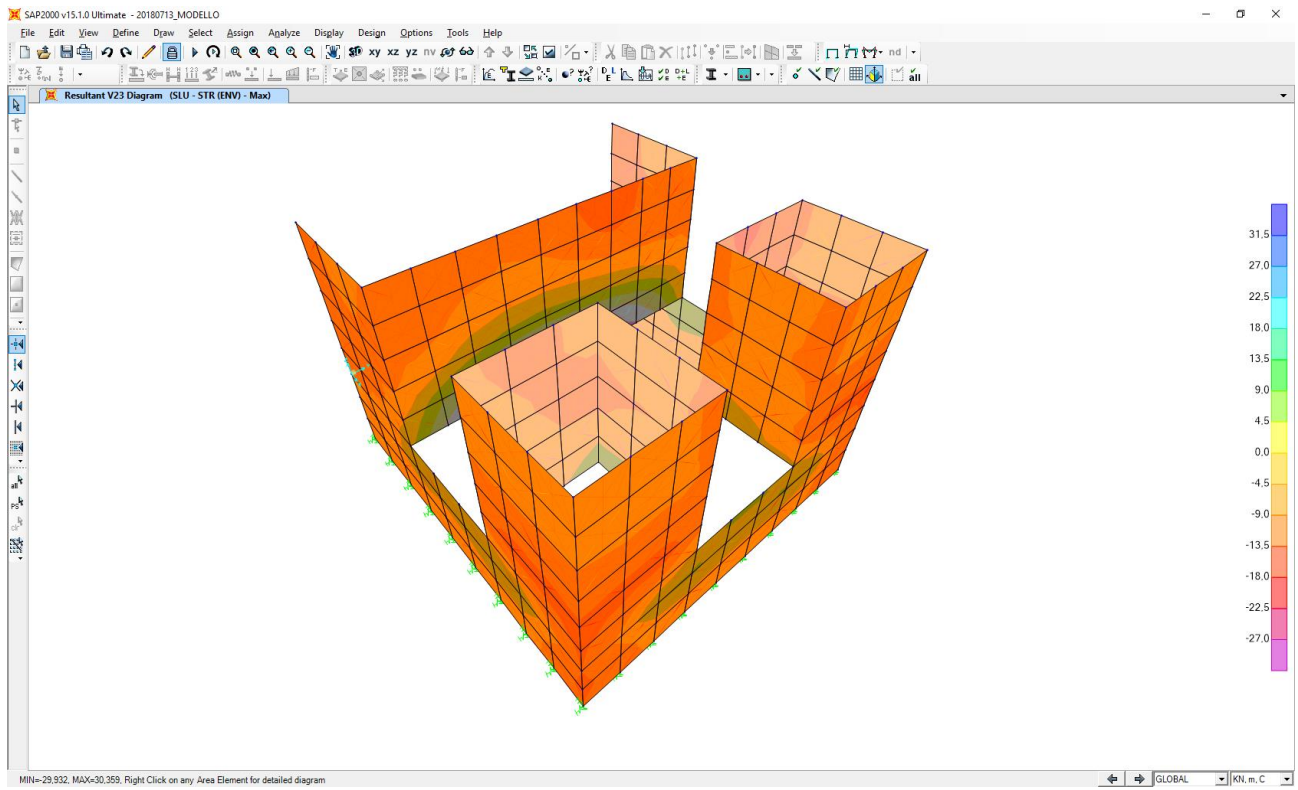 SAP2000 v15.1.0 Ultimate - 20180713_MODELLO
File Edit View Define Draw Select Assign Analyze Display Design Options Tools Help
3D xy xz yz nv nd
all
Resultant V23 Diagram (SLU - STR (ENV) - Max)
31.5
27.0
22.5
18.0
13.5
9.0
4.5
0.0
-4.5
-9.0
-13.5
-18.0
-22.5
-27.0
all
PS
clr
MIN=-29,932, MAX=30,359, Right Click on any Area Element for detailed diagram
GLOBAL KN, m, C